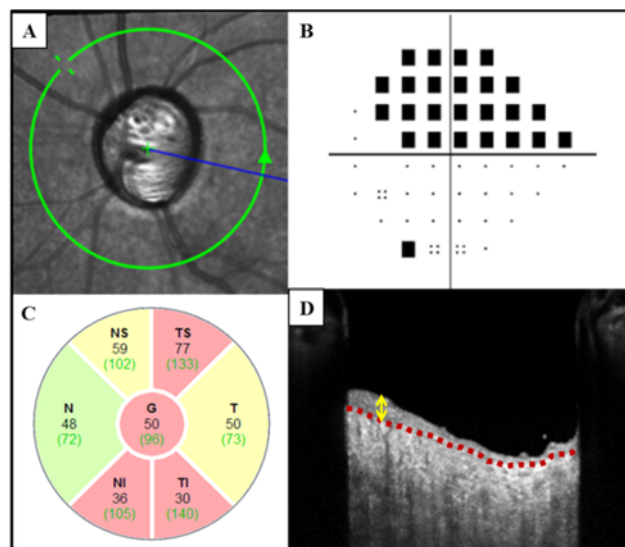 A
B
C
NS
59
(102)
TS
77
(133)
N
48
(72)
G
50
(96)
T
50
(73)
NI
36
(105)
TI
30
(140)
D